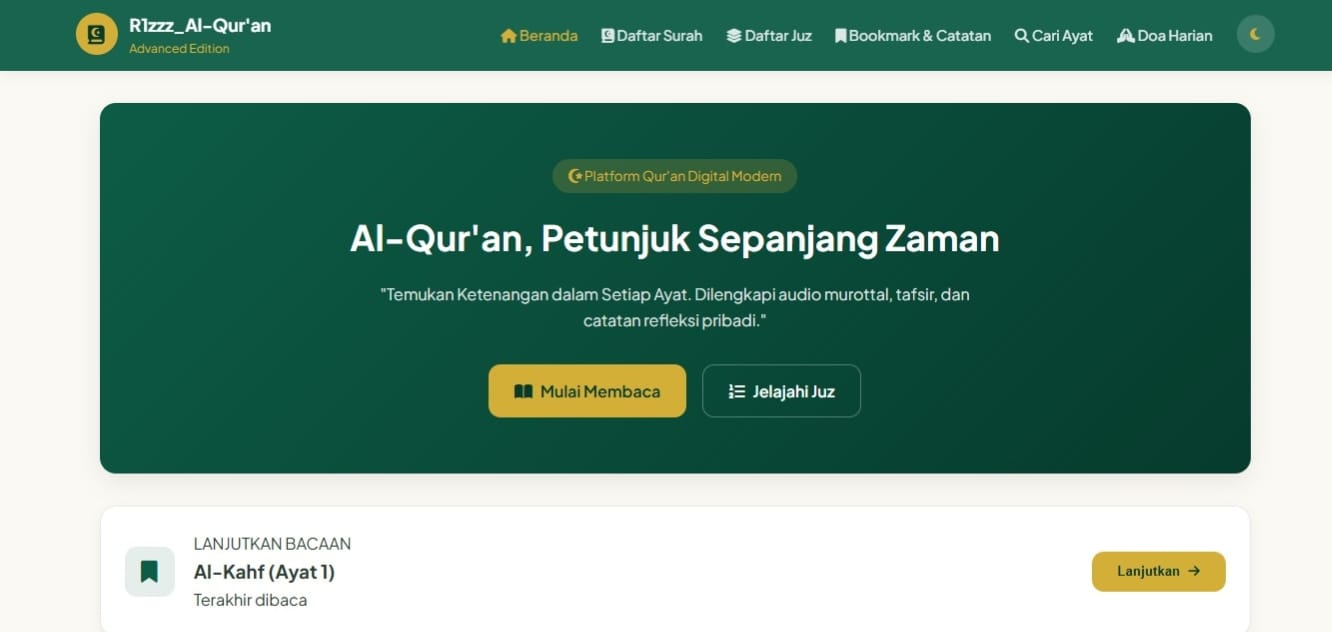 R1zzz_Al-Qur'an
Advanced Edition
Beranda
Daftar Surah
Daftar Juz
Bookmark & Catatan
Cari Ayat
Doa Harian
Platform Qur'an Digital Modern
Al-Qur'an, Petunjuk Sepanjang Zaman
"Temukan Ketenangan dalam Setiap Ayat. Dilengkapi audio murottal, tafsir, dan
catatan refleksi pribadi."
Mulai Membaca
Jelajahi Juz
LANJUTKAN BACAAN
Al-Kahf (Ayat 1)
Terakhir dibaca
Lanjutkan →